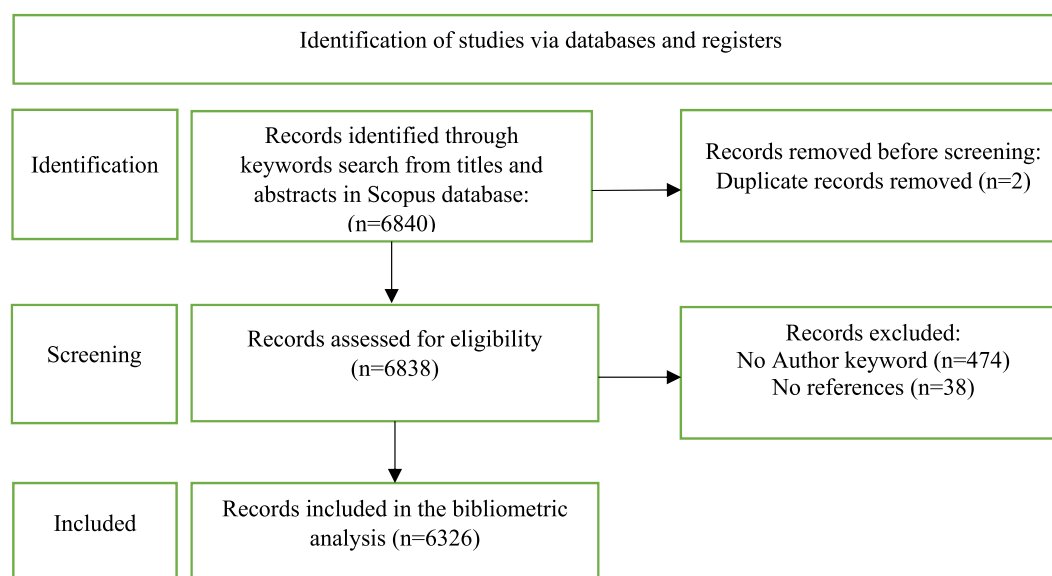 Identification of studies via databases and registers
Identification
Records identified through
keywords search from titles and
abstracts in Scopus database:
(n=6840)
Records removed before screening:
Duplicate records removed (n=2)
Screening
Records assessed for eligibility
(n=6838)
Records excluded:
No Author keyword (n=474)
No references (n=38)
Included
Records included in the bibliometric
analysis (n=6326)